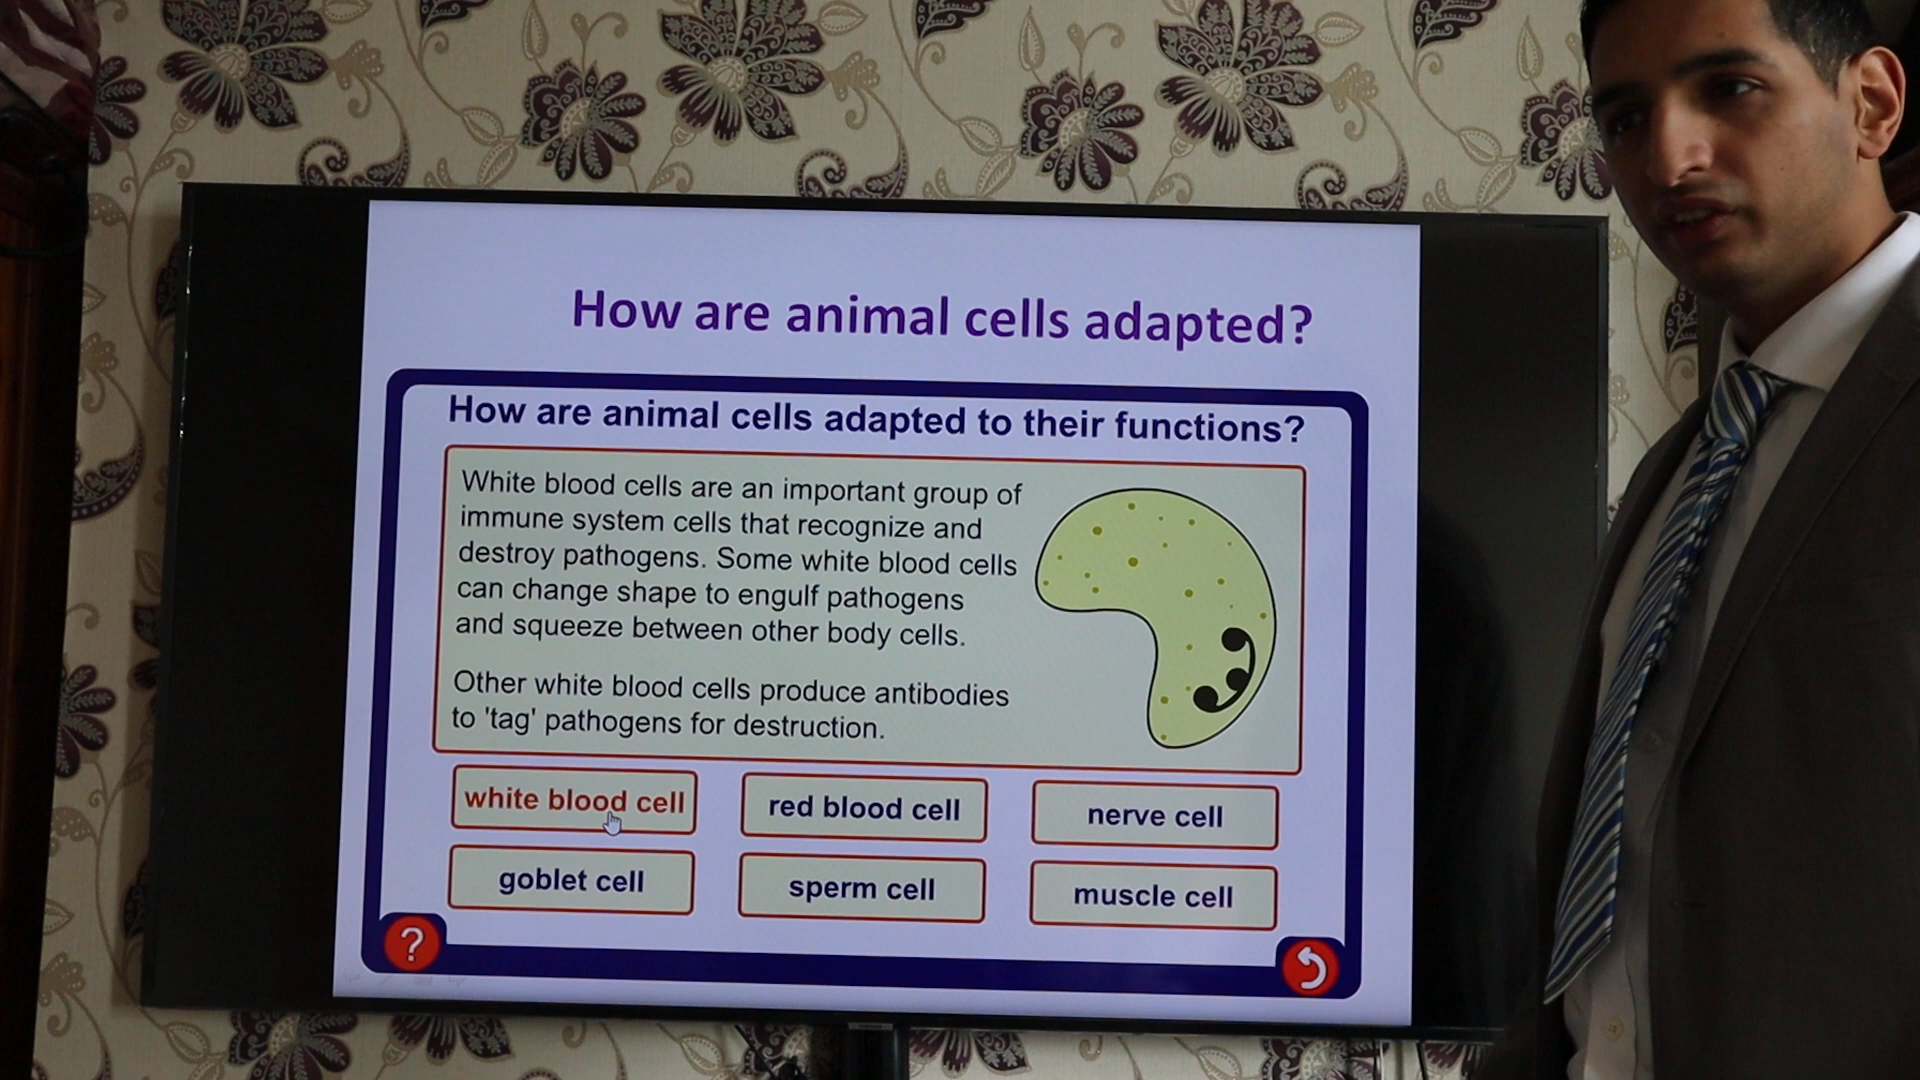 How are animal cells adapted?
How are animal cells adapted to their functions?
White blood cells are an important group of
immune system cells that recognize and
destroy pathogens. Some white blood cells
can change shape to engulf pathogens
and squeeze between other body cells.
Other white blood cells produce antibodies
to 'tag' pathogens for destruction.
white blood cell
red blood cell
nerve cell
goblet cell
sperm cell
muscle cell
?